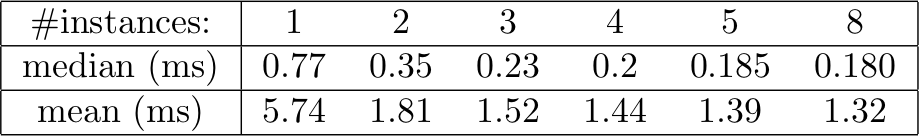 #instances: 1 2 3 4 5 8
median (ms) 0.77 0.35 0.23 0.2 0.185 0.180
mean (ms) 5.74 1.81 1.52 1.44 1.39 1.32